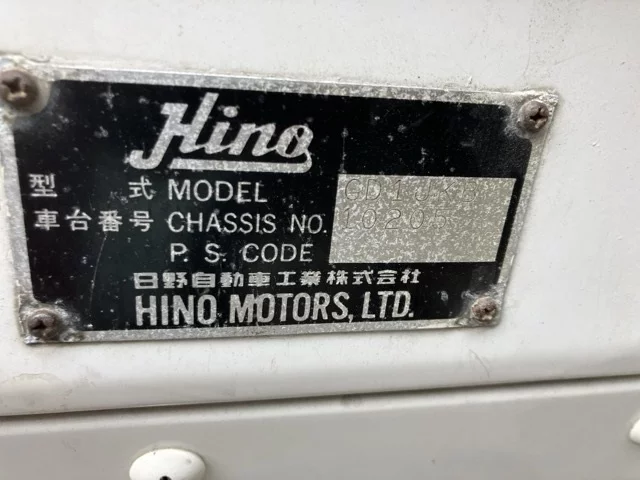 Hino
型 式 MODEL
車台番号 CHASSIS NO. 10205
P. S. CODE
日野自動車工業株式会社
HINO MOTORS, LTD.